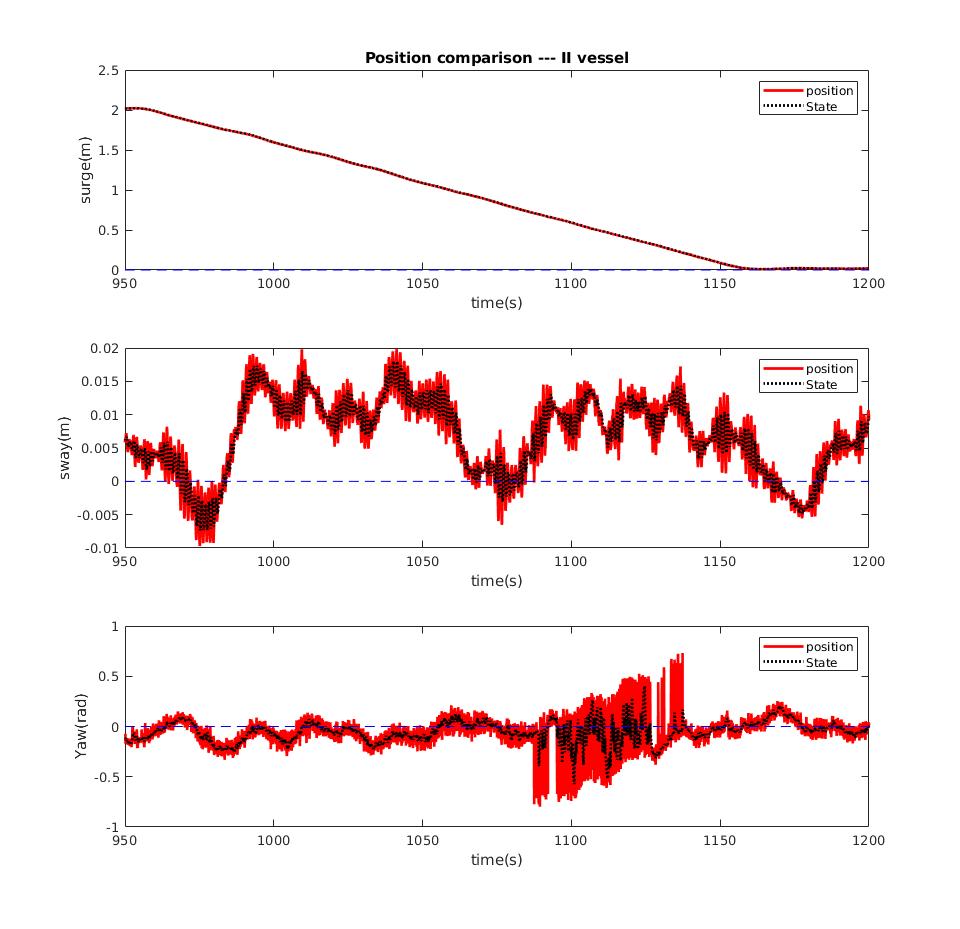 Position comparison --- II vessel
2.5
2
1.5
1
0.5
0
surge(m)
position
State
950 1000 1050 1100 1150 1200
time(s)
0.02
0.015
0.01
0.005
0
-0.005
-0.01
sway(m)
position
State
950 1000 1050 1100 1150 1200
time(s)
1
0.5
0
-0.5
-1
Yaw(rad)
position
State
950 1000 1050 1100 1150 1200
time(s)